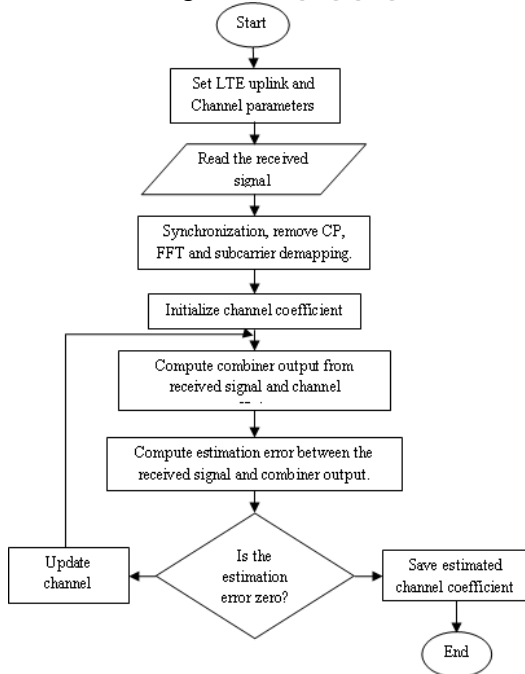 Start
Set LTE uplink and
Channel parameters
Read the received
signal
Synchronization, remove CP,
FFT and subcarrier demapping.
Initialize channel coefficient
Compute combiner output from
received signal and channel
Compute estimation error between the
received signal and combiner output.
Is the
estimation
error zero?
Update
channel
Save estimated
channel coefficient
End